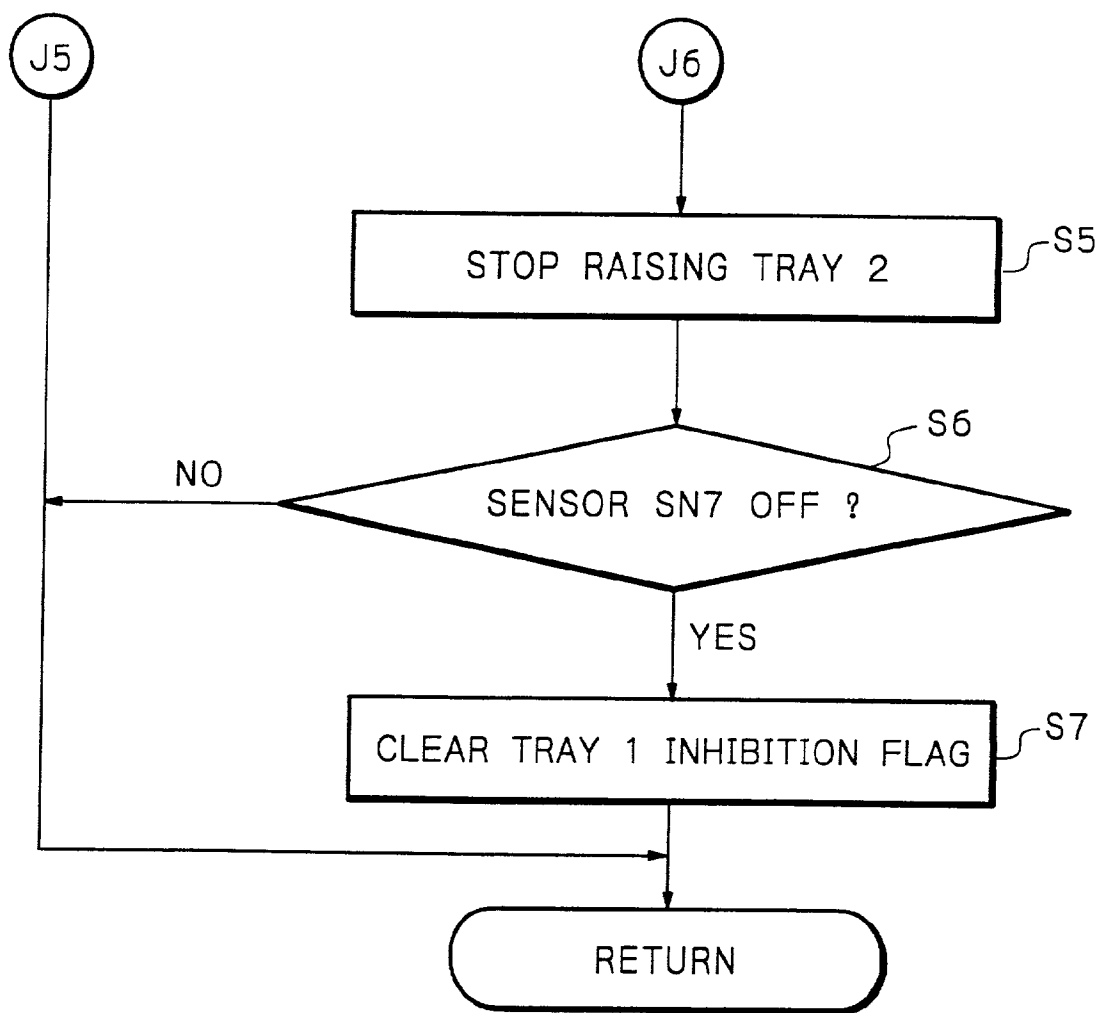 J5
J6
STOP RAISING TRAY 2
S5
S6
NO
SENSOR SN7 OFF ?
YES
S7
CLEAR TRAY 1 INHIBITION FLAG
RETURN